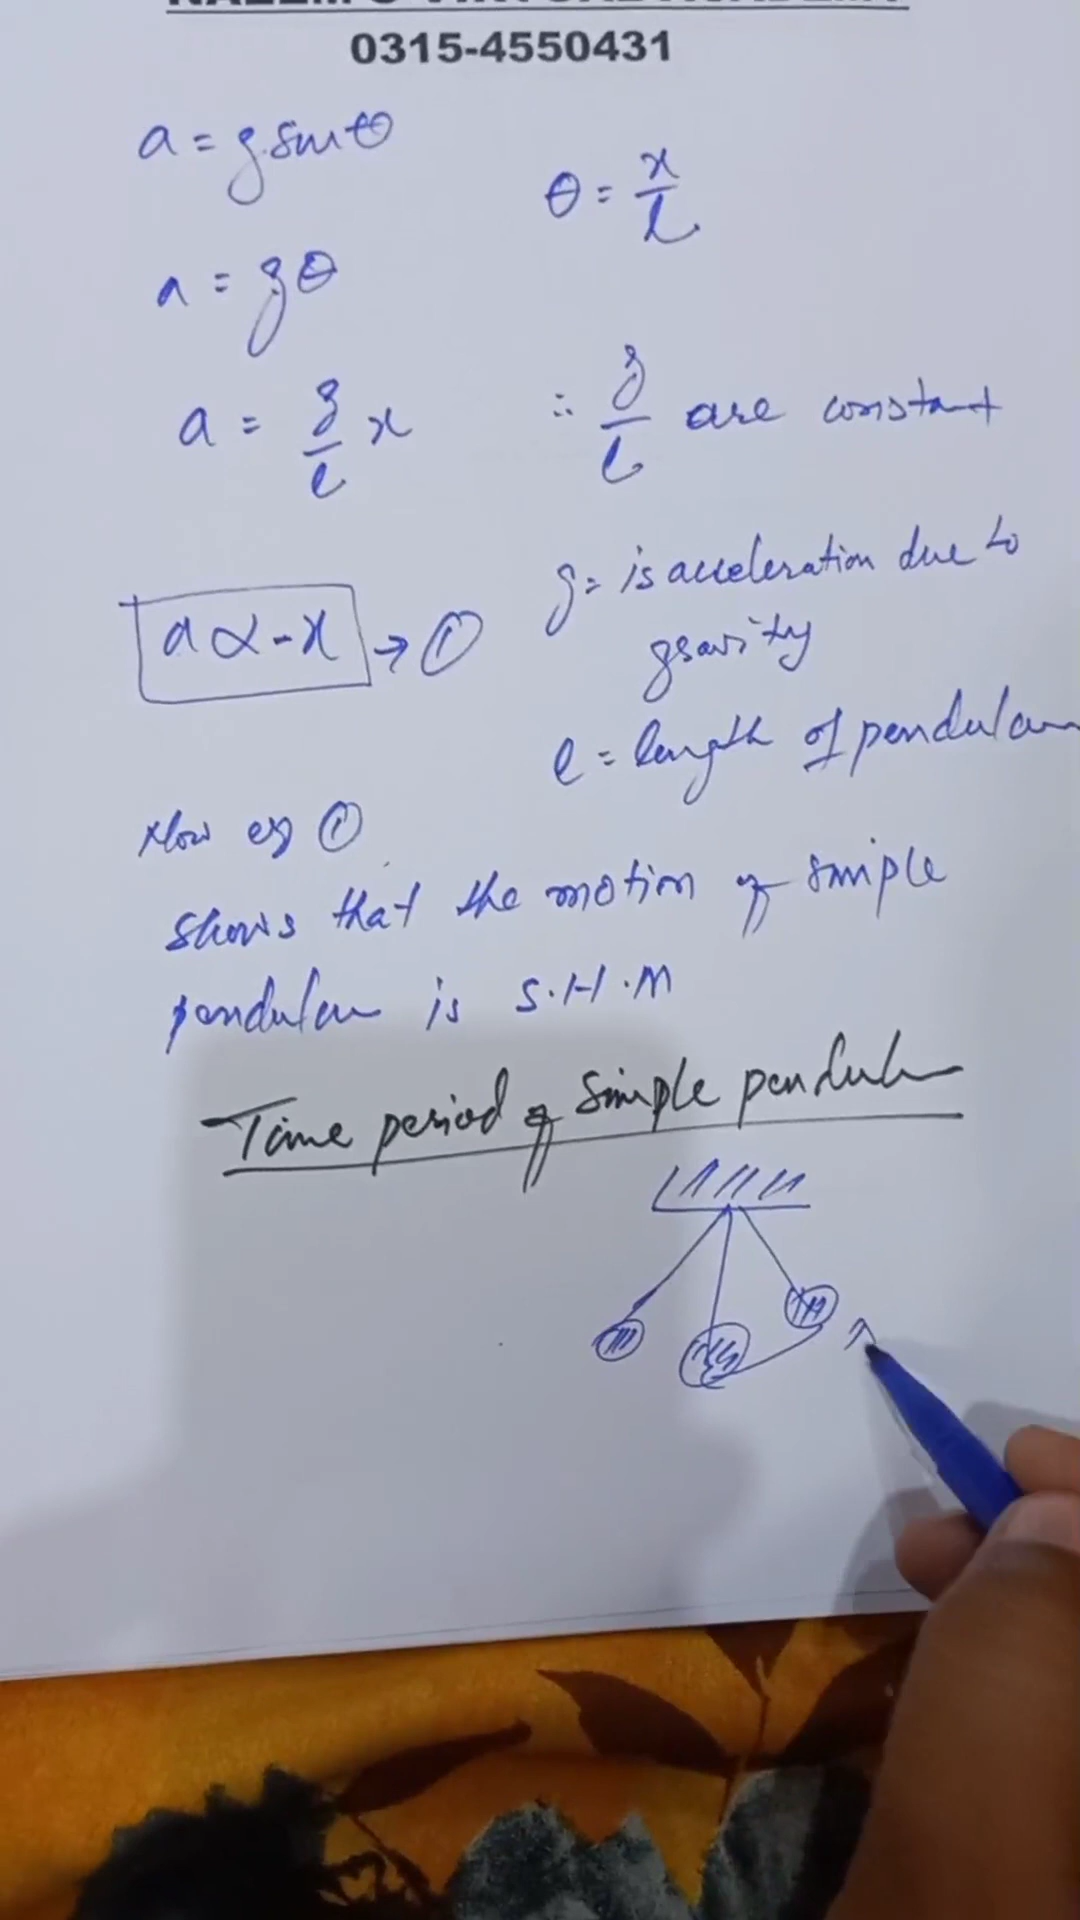 0315-4550431
a = g sinθ
θ = x/l
a = gθ
a = g/l x
∴ g/l are constant
g = is acceleration due to gravity
a ∝ -x → ①
l = length of pendulum
Now eq ①
shows that the motion of simple
pendulum is S.H.M
Time period of simple pendulum